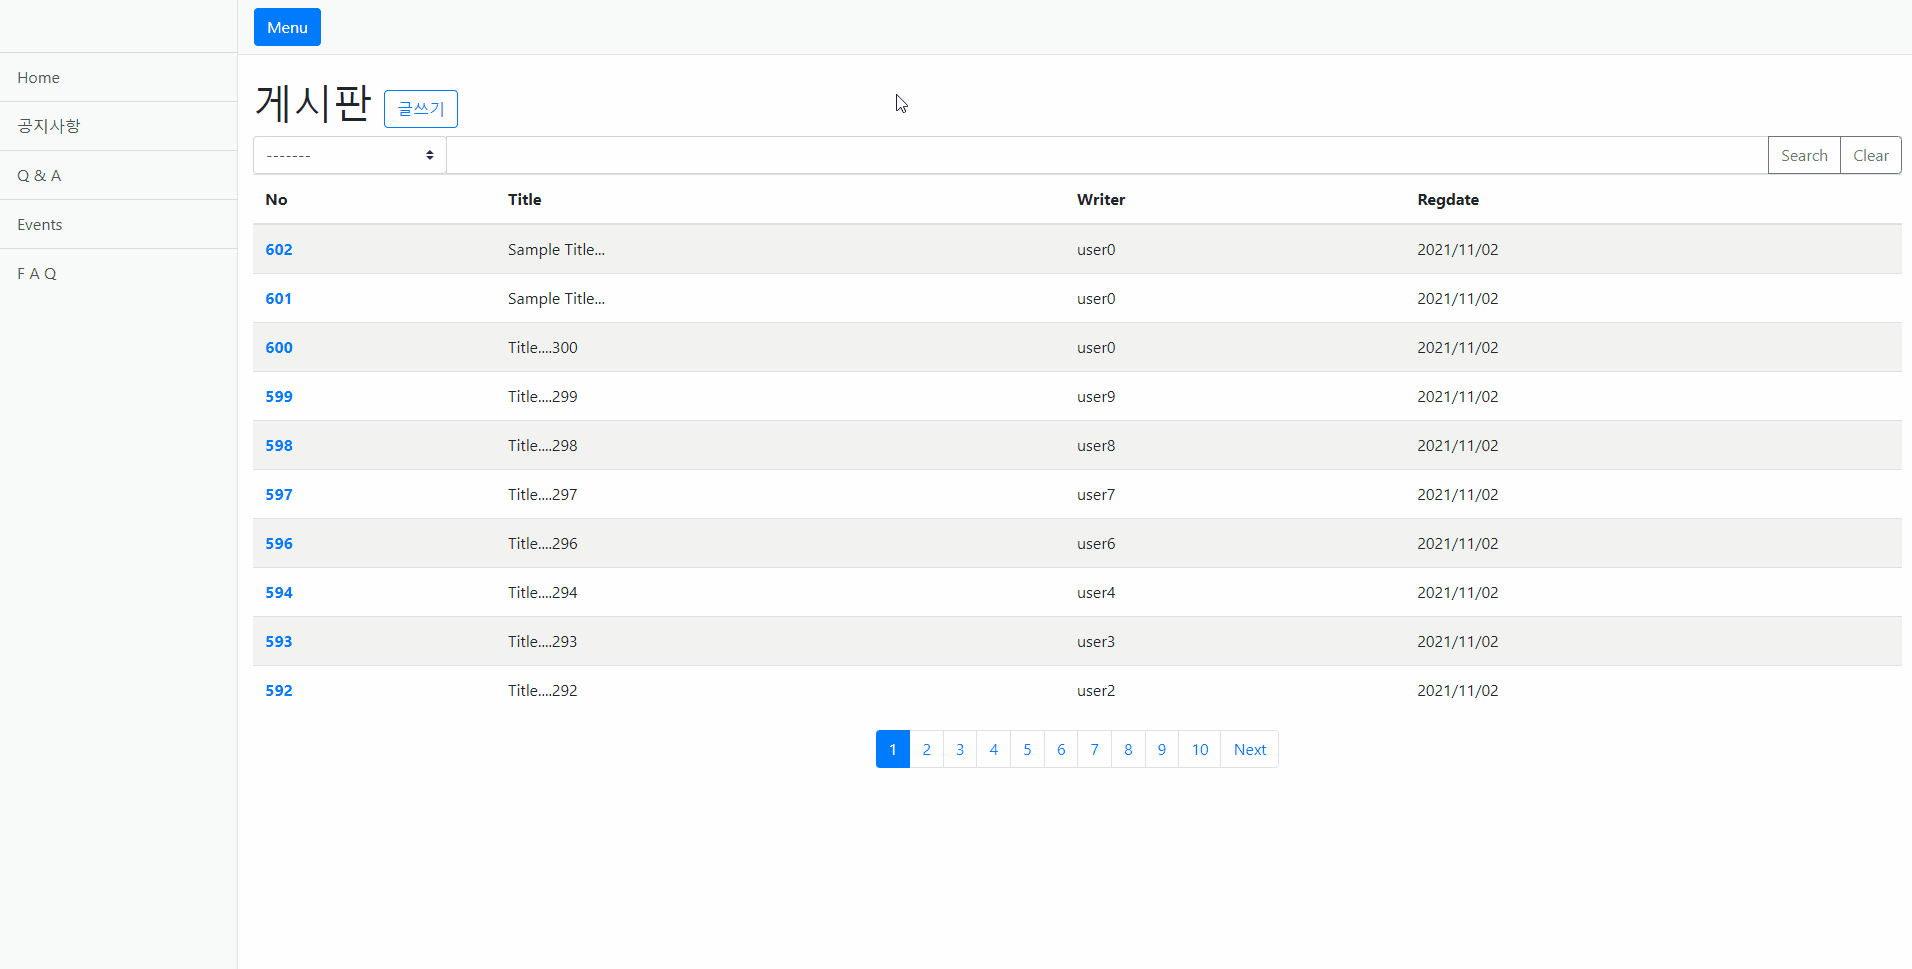 Menu
Home
공지사항
Q & A
Events
F A Q
게시판 글쓰기
------- Search Clear
No Title Writer Regdate
602 Sample Title... user0 2021/11/02
601 Sample Title... user0 2021/11/02
600 Title....300 user0 2021/11/02
599 Title....299 user9 2021/11/02
598 Title....298 user8 2021/11/02
597 Title....297 user7 2021/11/02
596 Title....296 user6 2021/11/02
594 Title....294 user4 2021/11/02
593 Title....293 user3 2021/11/02
592 Title....292 user2 2021/11/02
1 2 3 4 5 6 7 8 9 10 Next